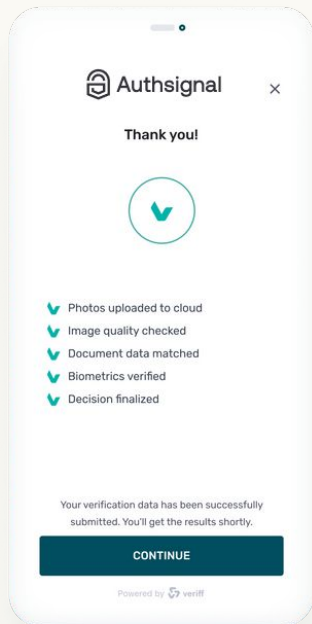 Authsignal
Thank you!
Photos uploaded to cloud
Image quality checked
Document data matched
Biometrics verified
Decision finalized
Your verification data has been successfully
submitted. You'll get the results shortly.
CONTINUE
Powered by veriff